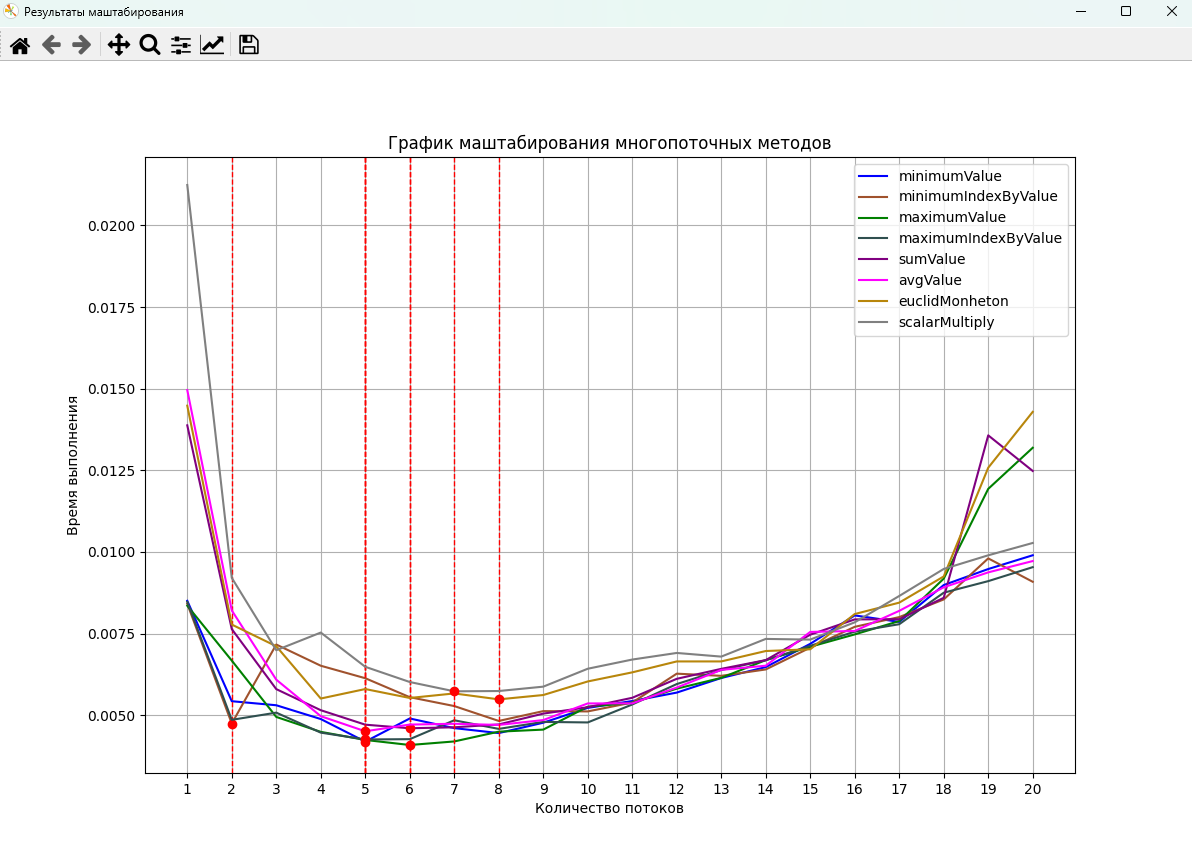 Результаты маштабирования
График маштабирования многопоточных методов
minimumValue
minimumIndexByValue
maximumValue
maximumIndexByValue
sumValue
avgValue
euclidMonheton
scalarMultiply
Время выполнения
0.0200
0.0175
0.0150
0.0125
0.0100
0.0075
0.0050
1 2 3 4 5 6 7 8 9 10 11 12 13 14 15 16 17 18 19 20
Количество потоков